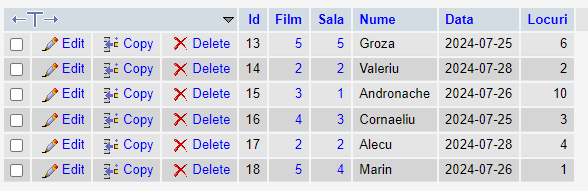 Id Film Sala Nume Data Locuri
Edit Copy Delete 13 5 5 Groza 2024-07-25 6
Edit Copy Delete 14 2 2 Valeriu 2024-07-28 2
Edit Copy Delete 15 3 1 Andronache 2024-07-26 10
Edit Copy Delete 16 4 3 Cornaeliu 2024-07-25 3
Edit Copy Delete 17 2 2 Alecu 2024-07-28 4
Edit Copy Delete 18 5 4 Marin 2024-07-26 1